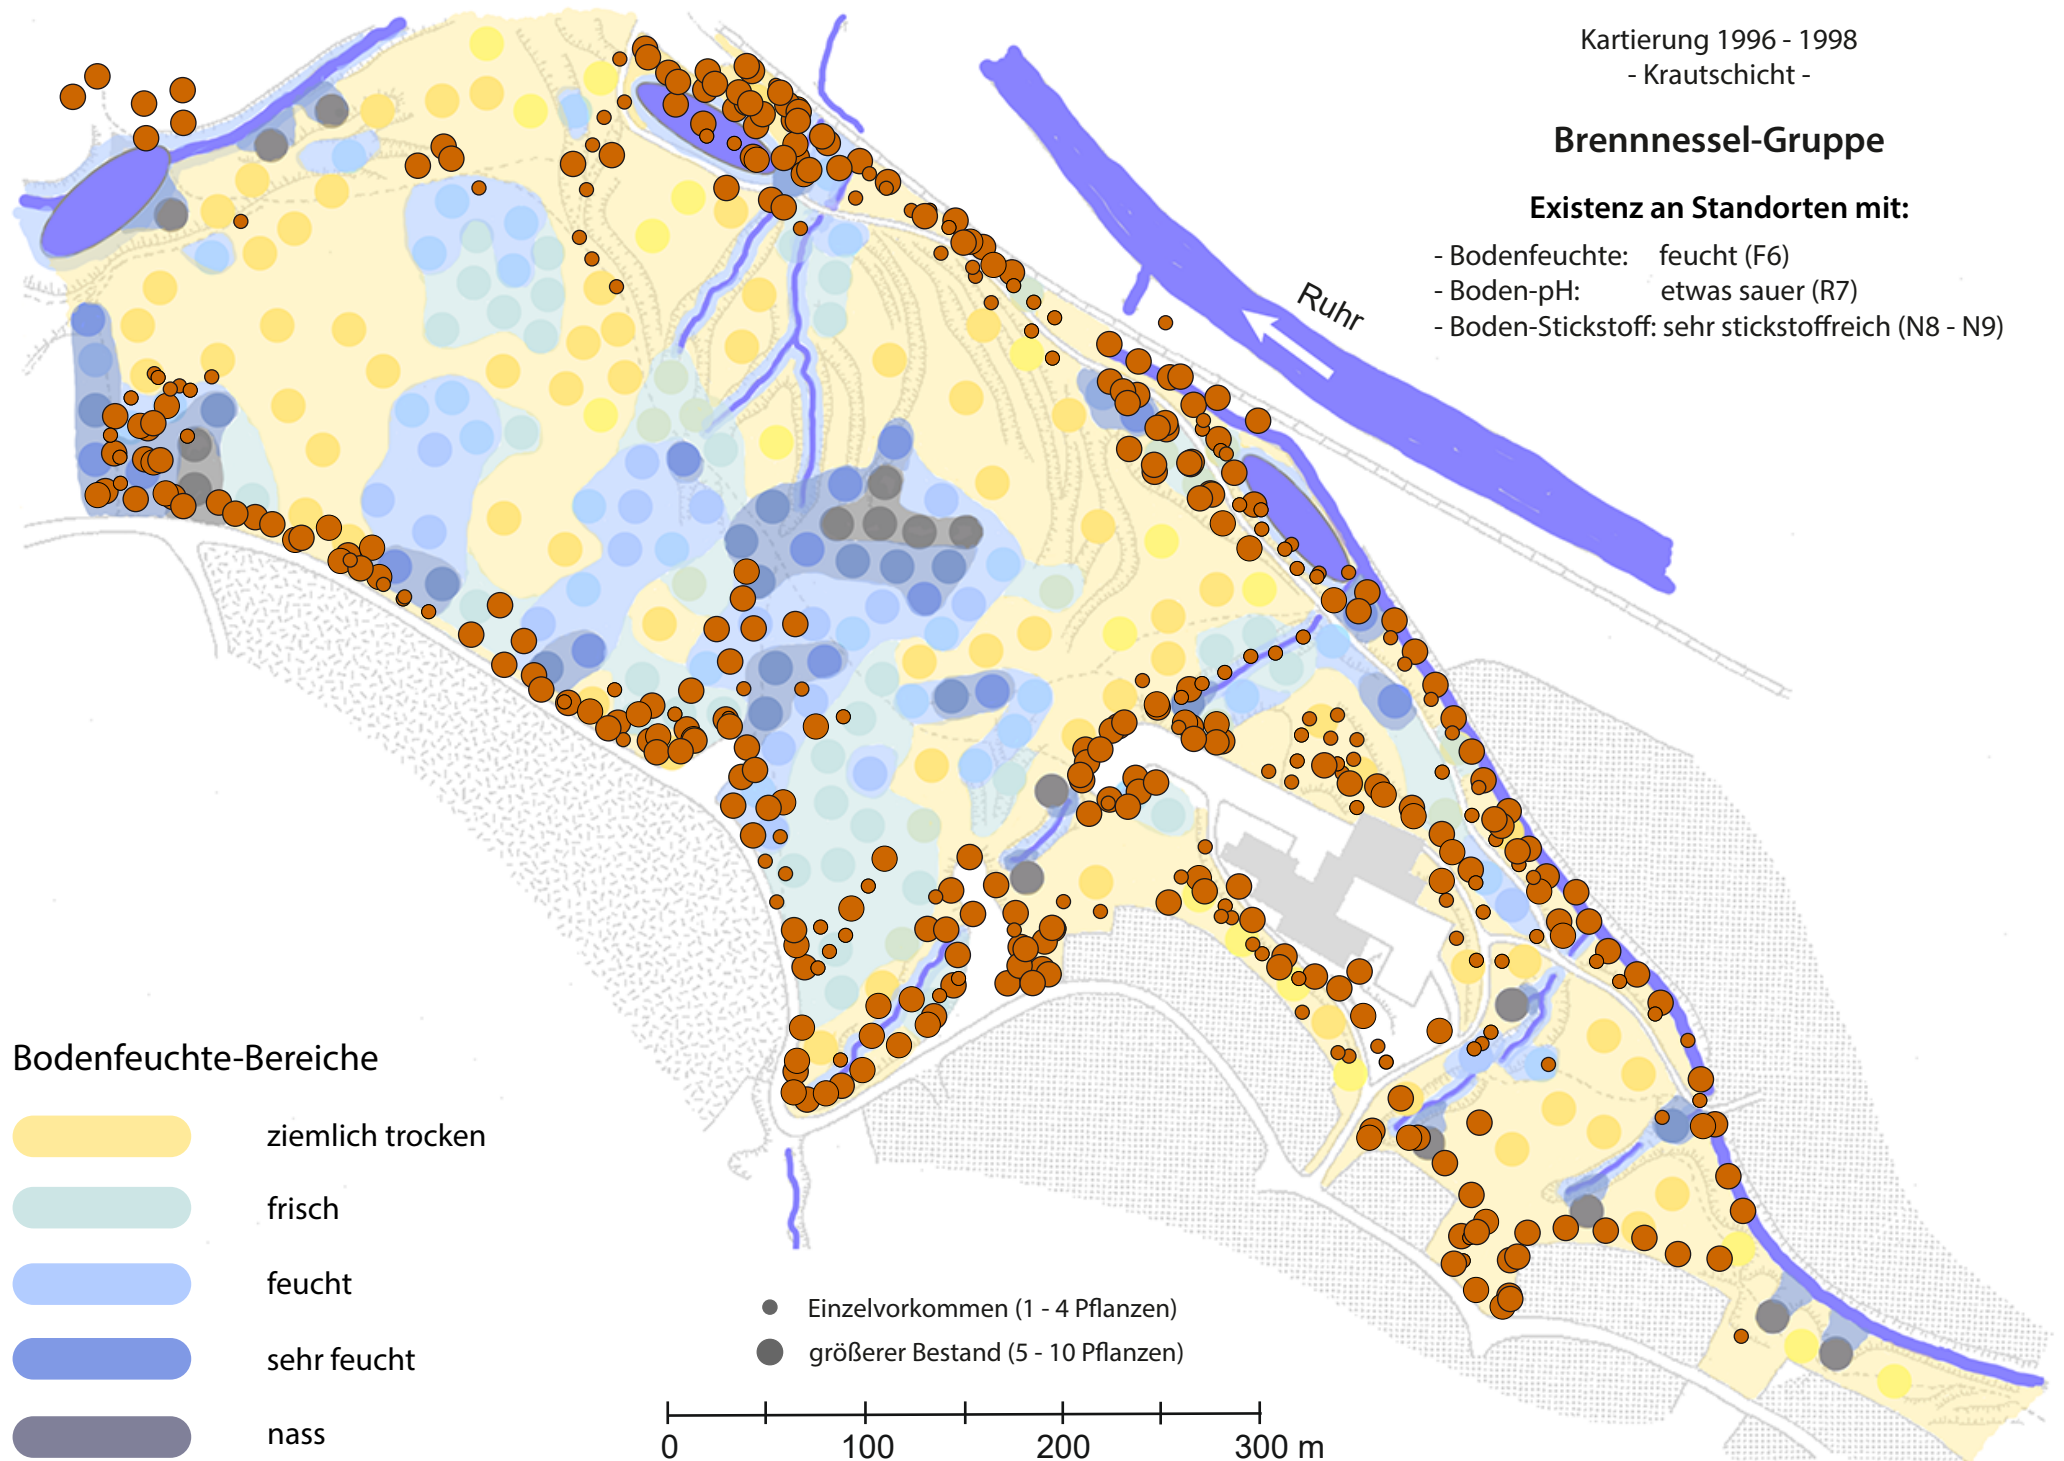 Kartierung 1996 - 1998
- Krautschicht -
Brennnessel-Gruppe
Existenz an Standorten mit:
- Bodenfeuchte: feucht (F6)
- Boden-pH: etwas sauer (R7)
- Boden-Stickstoff: sehr stickstoffreich (N8 - N9)
Ruhr
Bodenfeuchte-Bereiche
ziemlich trocken
frisch
feucht
sehr feucht
nass
Einzelvorkommen (1 - 4 Pflanzen)
größerer Bestand (5 - 10 Pflanzen)
0 100 200 300 m